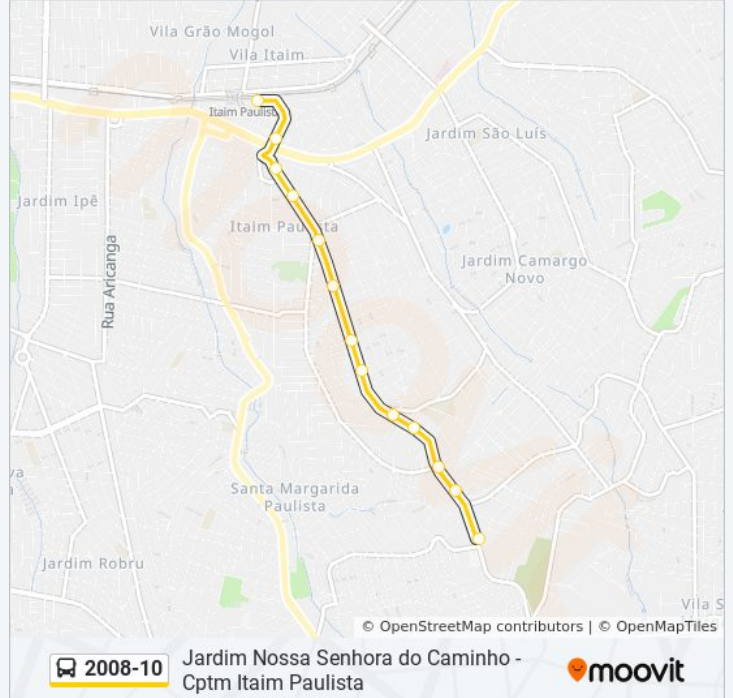 Vila Grão Mogol
Vila Itaim
Itaim Paulist
Jardim São Luís
Jardim Ipê
Itaim Paulista
Rua Aricanga
Jardim Camargo
Novo
Santa Margarida
Paulista
Jardim Robru
Vila S
© OpenStreetMap contributors | © OpenMapTiles
2008-10
Jardim Nossa Senhora do Caminho -
Cptm Itaim Paulista
moovit